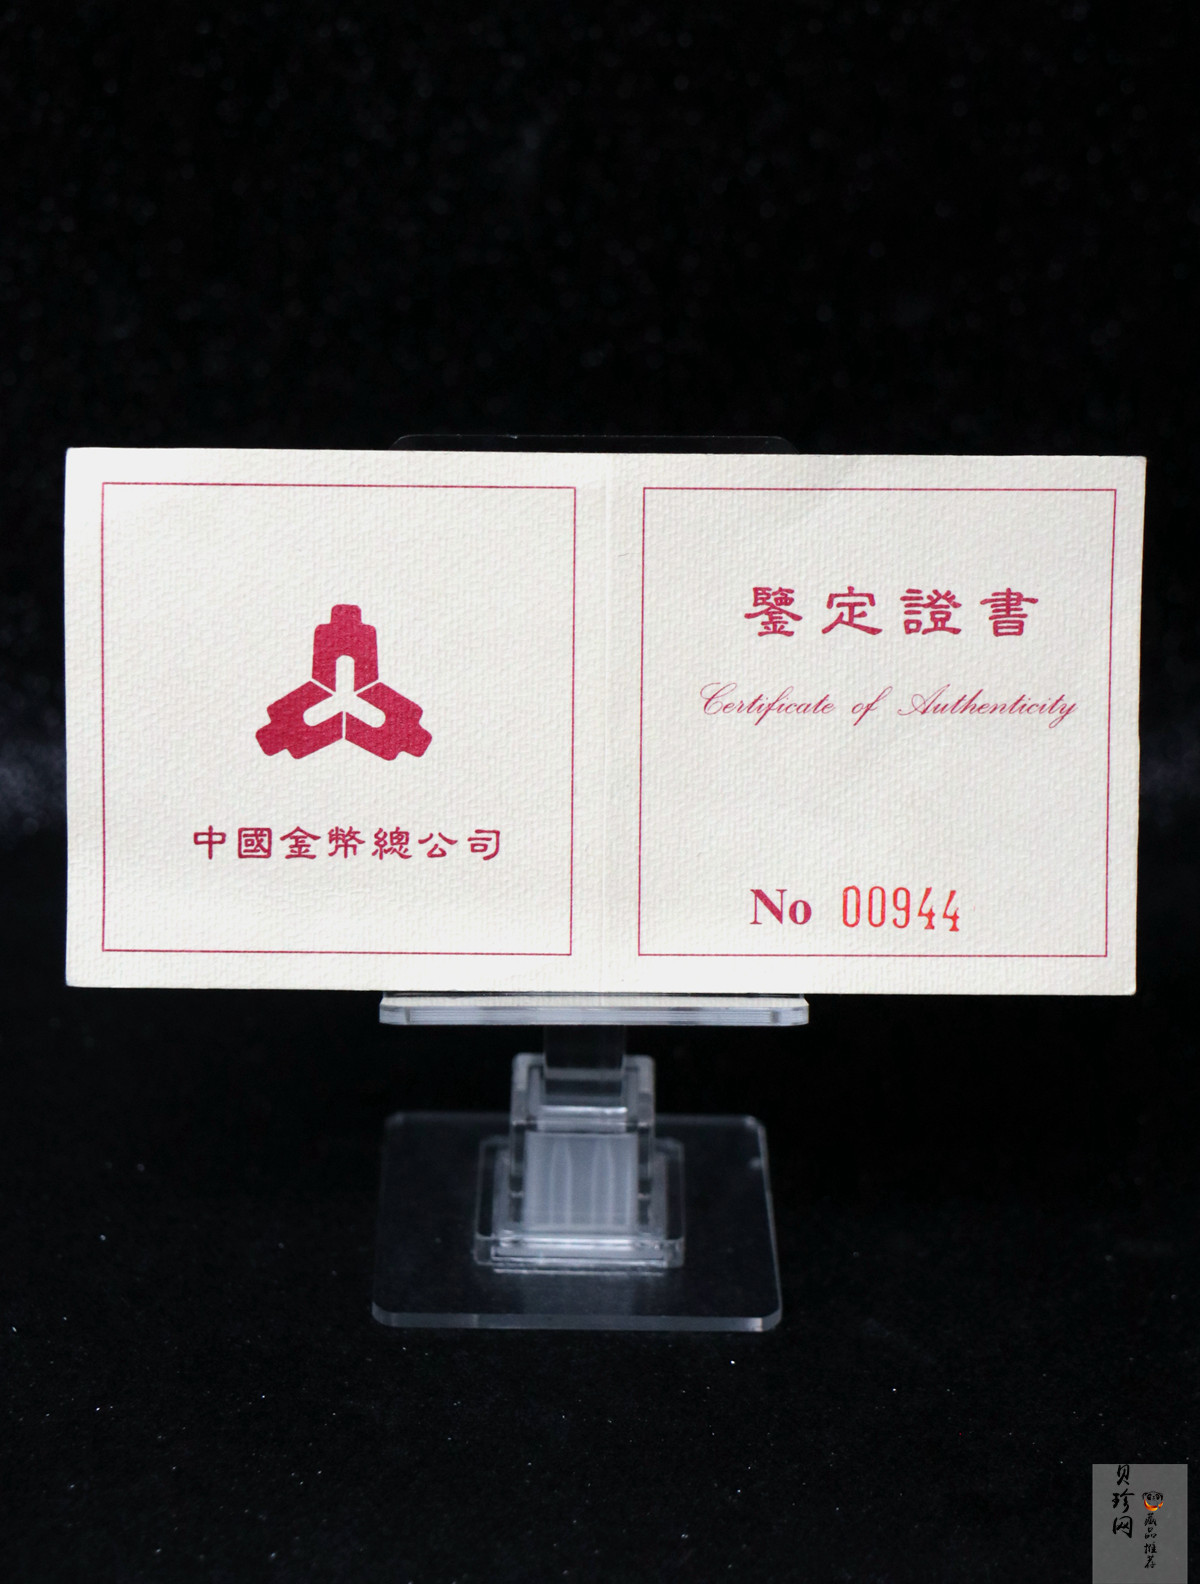 中國金幣總公司
鑒定證書
Certificate of Authenticity
No 00944
贝珍网
藏品推荐